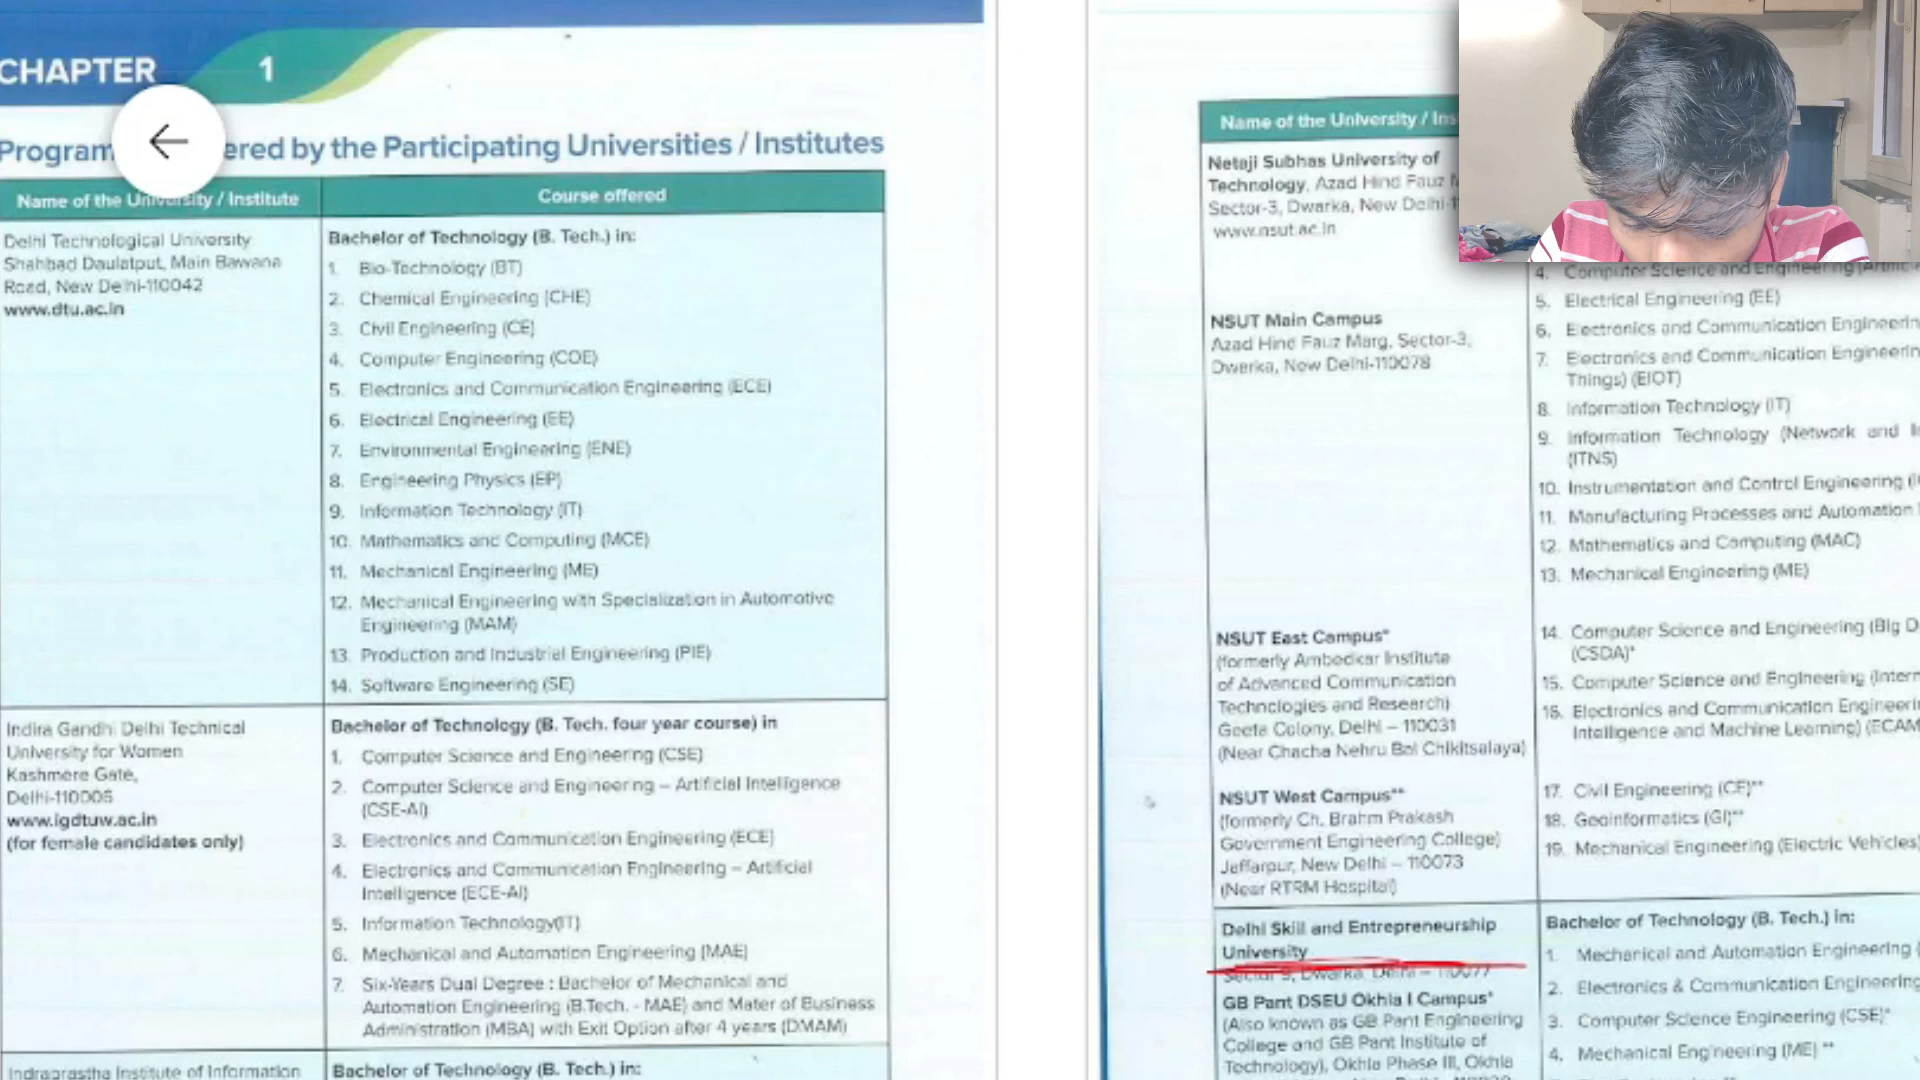 CHAPTER 1
Program ered by the Participating Universities / Institutes
Name of the University / Institute
Course offered
Delhi Technological University
Shahbad Daulatput, Main Bawana
Road, New Delhi-110042
www.dtu.ac.in
Bachelor of Technology (B. Tech.) in:
1. Bio-Technology (BT)
2. Chemical Engineering (CHE)
3. Civil Engineering (CE)
4. Computer Engineering (COE)
5. Electronics and Communication Engineering (ECE)
6. Electrical Engineering (EE)
7. Environmental Engineering (ENE)
8. Engineering Physics (EP)
9. Information Technology (IT)
10. Mathematics and Computing (MCE)
11. Mechanical Engineering (ME)
12. Mechanical Engineering with Specialization in Automotive
Engineering (MAM)
13. Production and Industrial Engineering (PIE)
14. Software Engineering (SE)
Indira Gandhi Delhi Technical
University for Women
Kashmere Gate,
Delhi-110006
www.igdtuw.ac.in
(for female candidates only)
Bachelor of Technology (B. Tech. four year course) in
1. Computer Science and Engineering (CSE)
2. Computer Science and Engineering – Artificial Intelligence
(CSE-AI)
3. Electronics and Communication Engineering (ECE)
4. Electronics and Communication Engineering – Artificial
Intelligence (ECE-AI)
5. Information Technology(IT)
6. Mechanical and Automation Engineering (MAE)
7. Six-Years Dual Degree : Bachelor of Mechanical and
Automation Engineering (B.Tech. - MAE) and Mater of Business
Administration (MBA) with Exit Option after 4 years (DMAM)
Indraprastha Institute of Information
Bachelor of Technology (B. Tech.) in:
Name of the University / Ins
Netaji Subhas University of
Technology, Azad Hind Fauz
Sector-3, Dwarka, New Delhi-1
www.nsut.ac.in
NSUT Main Campus
Azad Hind Fauz Marg, Sector-3,
Dwarka, New Delhi-110078
NSUT East Campus*
(formerly Ambedkar Institute
of Advanced Communication
Technologies and Research)
Geeta Colony, Delhi – 110031
(Near Chacha Nehru Bal Chikitsalaya)
NSUT West Campus**
(formerly Ch. Brahm Prakash
Government Engineering College)
Jaffarpur, New Delhi – 110073
(Near RTRM Hospital)
4. Computer Science and Engineering (Artific
5. Electrical Engineering (EE)
6. Electronics and Communication Engineerin
7. Electronics and Communication Engineerin
Things) (EIOT)
8. Information Technology (IT)
9. Information Technology (Network and In
(ITNS)
10. Instrumentation and Control Engineering (I
11. Manufacturing Processes and Automation
12. Mathematics and Computing (MAC)
13. Mechanical Engineering (ME)
14. Computer Science and Engineering (Big D
(CSDA)*
15. Computer Science and Engineering (Intern
16. Electronics and Communication Engineerin
Intelligence and Machine Learning) (ECAM
17. Civil Engineering (CE)**
18. Geoinformatics (GI)**
19. Mechanical Engineering (Electric Vehicles)
Delhi Skill and Entrepreneurship
University
Sector 9, Dwarka, Delhi – 110077
GB Pant DSEU Okhla I Campus*
(Also known as GB Pant Engineering
College and GB Pant Institute of
Technology), Okhla Phase III, Okhla
Bachelor of Technology (B. Tech.) in:
1. Mechanical and Automation Engineering (
2. Electronics & Communication Engineering
3. Computer Science Engineering (CSE)*
4. Mechanical Engineering (ME) **